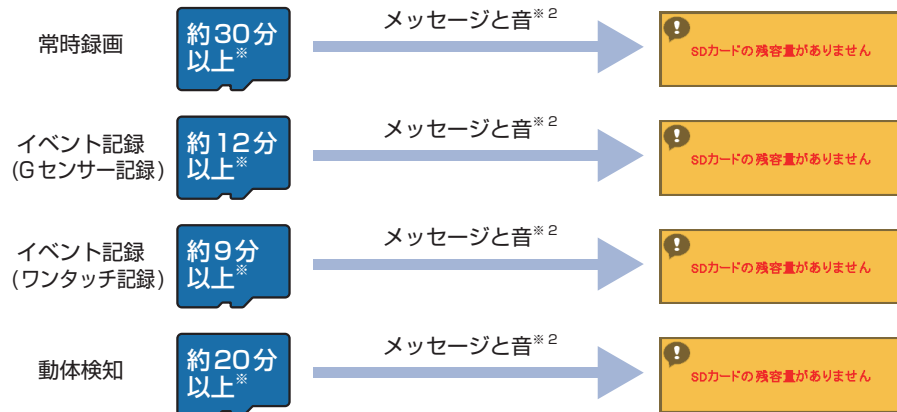 常時録画
約30分
以上※
メッセージと音※2
SDカードの残容量がありません
イベント記録
(Gセンサー記録)
約12分
以上※
メッセージと音※2
SDカードの残容量がありません
イベント記録
(ワンタッチ記録)
約9分
以上※
メッセージと音※2
SDカードの残容量がありません
動体検知
約20分
以上※
メッセージと音※2
SDカードの残容量がありません